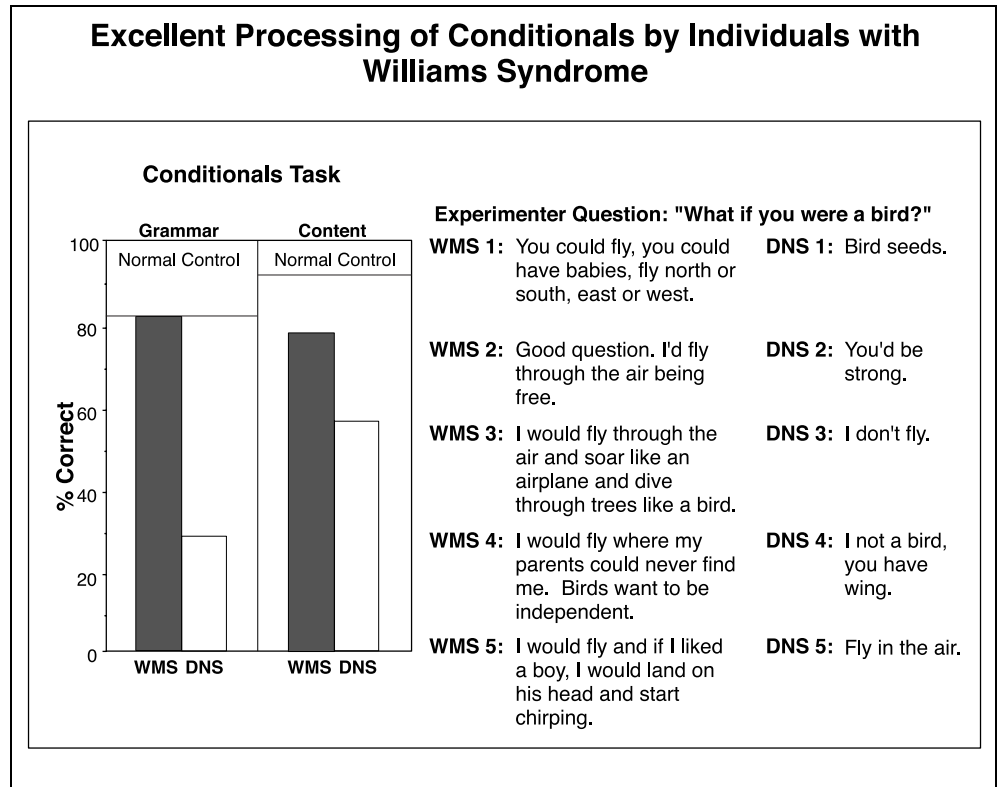 Excellent Processing of Conditionals by Individuals with
Williams Syndrome
Conditionals Task
Grammar
Content
Normal Control
Normal Control
% Correct
100
80
60
40
20
0
WMS DNS
WMS DNS
Experimenter Question: "What if you were a bird?"
WMS 1: You could fly, you could
have babies, fly north or
south, east or west.
DNS 1: Bird seeds.
WMS 2: Good question. I'd fly
through the air being
free.
DNS 2: You'd be
strong.
WMS 3: I would fly through the
air and soar like an
airplane and dive
through trees like a bird.
DNS 3: I don't fly.
WMS 4: I would fly where my
parents could never find
me. Birds want to be
independent.
DNS 4: I not a bird,
you have
wing.
WMS 5: I would fly and if I liked
a boy, I would land on
his head and start
chirping.
DNS 5: Fly in the air.